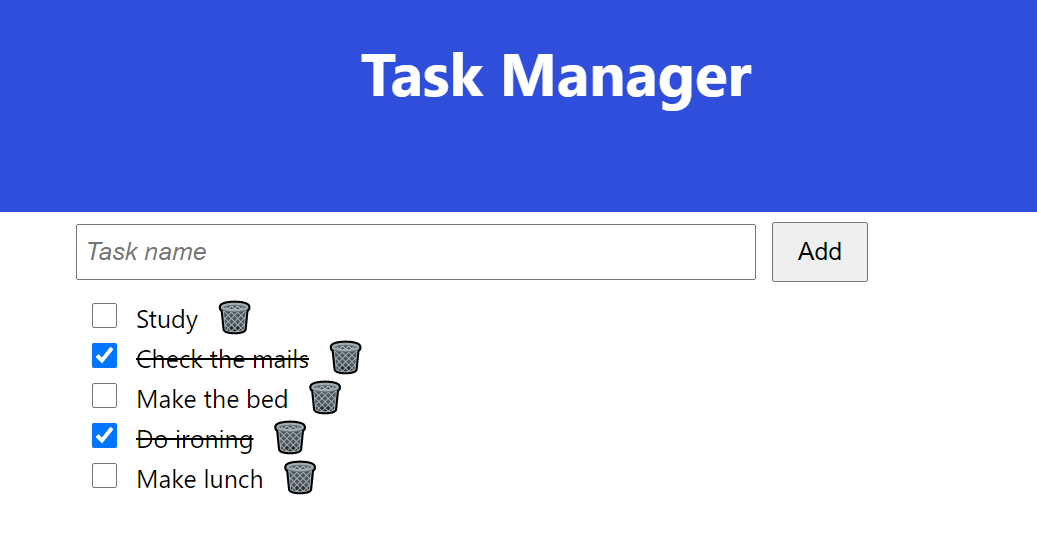 Task Manager
Task name
Add
Study
Check the mails
Make the bed
Do ironing
Make lunch